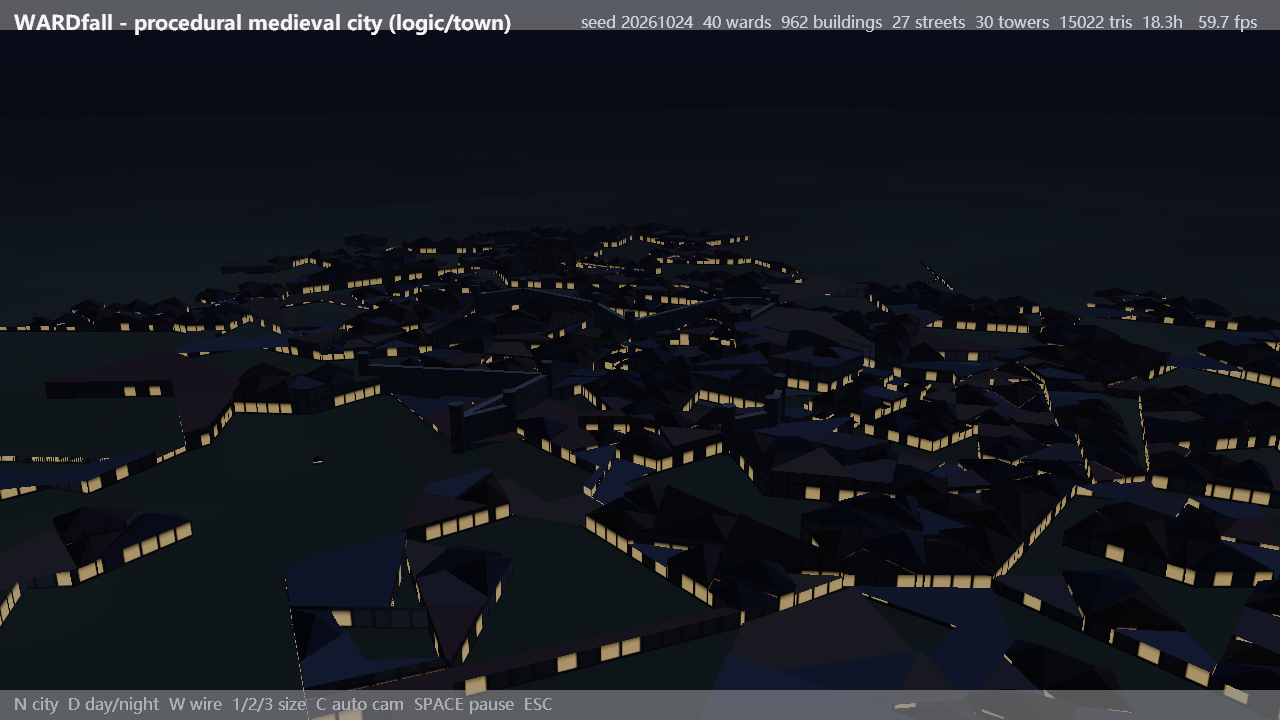 WARDfall - procedural medieval city (logic/town)
seed 20261024 40 wards 962 buildings 27 streets 30 towers 15022 tris 18.3h 59.7 fps
N city D day/night W wire 1/2/3 size C auto cam SPACE pause ESC